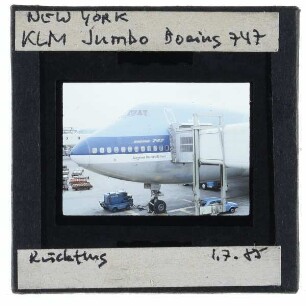 NEW YORK
KLM Jumbo Boeing 747
Rückflug 1.7.85